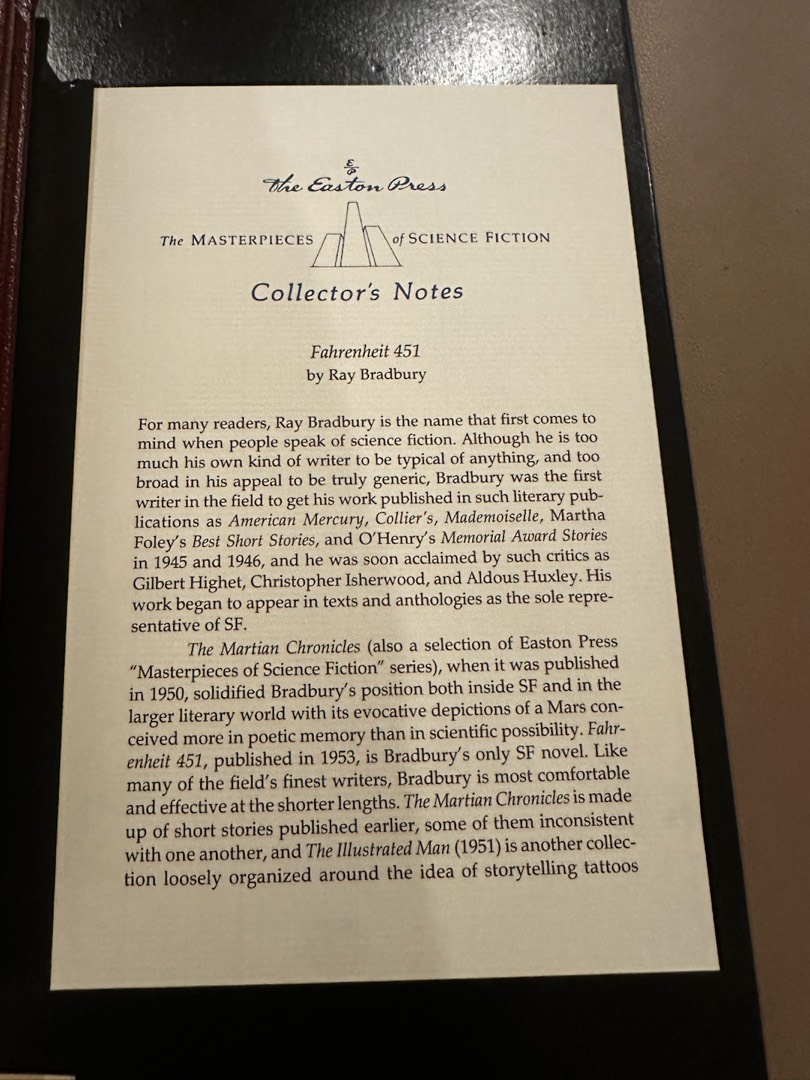 E
P
The Easton Press
The MASTERPIECES of SCIENCE FICTION
Collector's Notes
Fahrenheit 451
by Ray Bradbury
For many readers, Ray Bradbury is the name that first comes to
mind when people speak of science fiction. Although he is too
much his own kind of writer to be typical of anything, and too
broad in his appeal to be truly generic, Bradbury was the first
writer in the field to get his work published in such literary pub-
lications as American Mercury, Collier's, Mademoiselle, Martha
Foley's Best Short Stories, and O'Henry's Memorial Award Stories
in 1945 and 1946, and he was soon acclaimed by such critics as
Gilbert Highet, Christopher Isherwood, and Aldous Huxley. His
work began to appear in texts and anthologies as the sole repre-
sentative of SF.
The Martian Chronicles (also a selection of Easton Press
"Masterpieces of Science Fiction" series), when it was published
in 1950, solidified Bradbury's position both inside SF and in the
larger literary world with its evocative depictions of a Mars con-
ceived more in poetic memory than in scientific possibility. Fahr-
enheit 451, published in 1953, is Bradbury's only SF novel. Like
many of the field's finest writers, Bradbury is most comfortable
and effective at the shorter lengths. The Martian Chronicles is made
up of short stories published earlier, some of them inconsistent
with one another, and The Illustrated Man (1951) is another collec-
tion loosely organized around the idea of storytelling tattoos